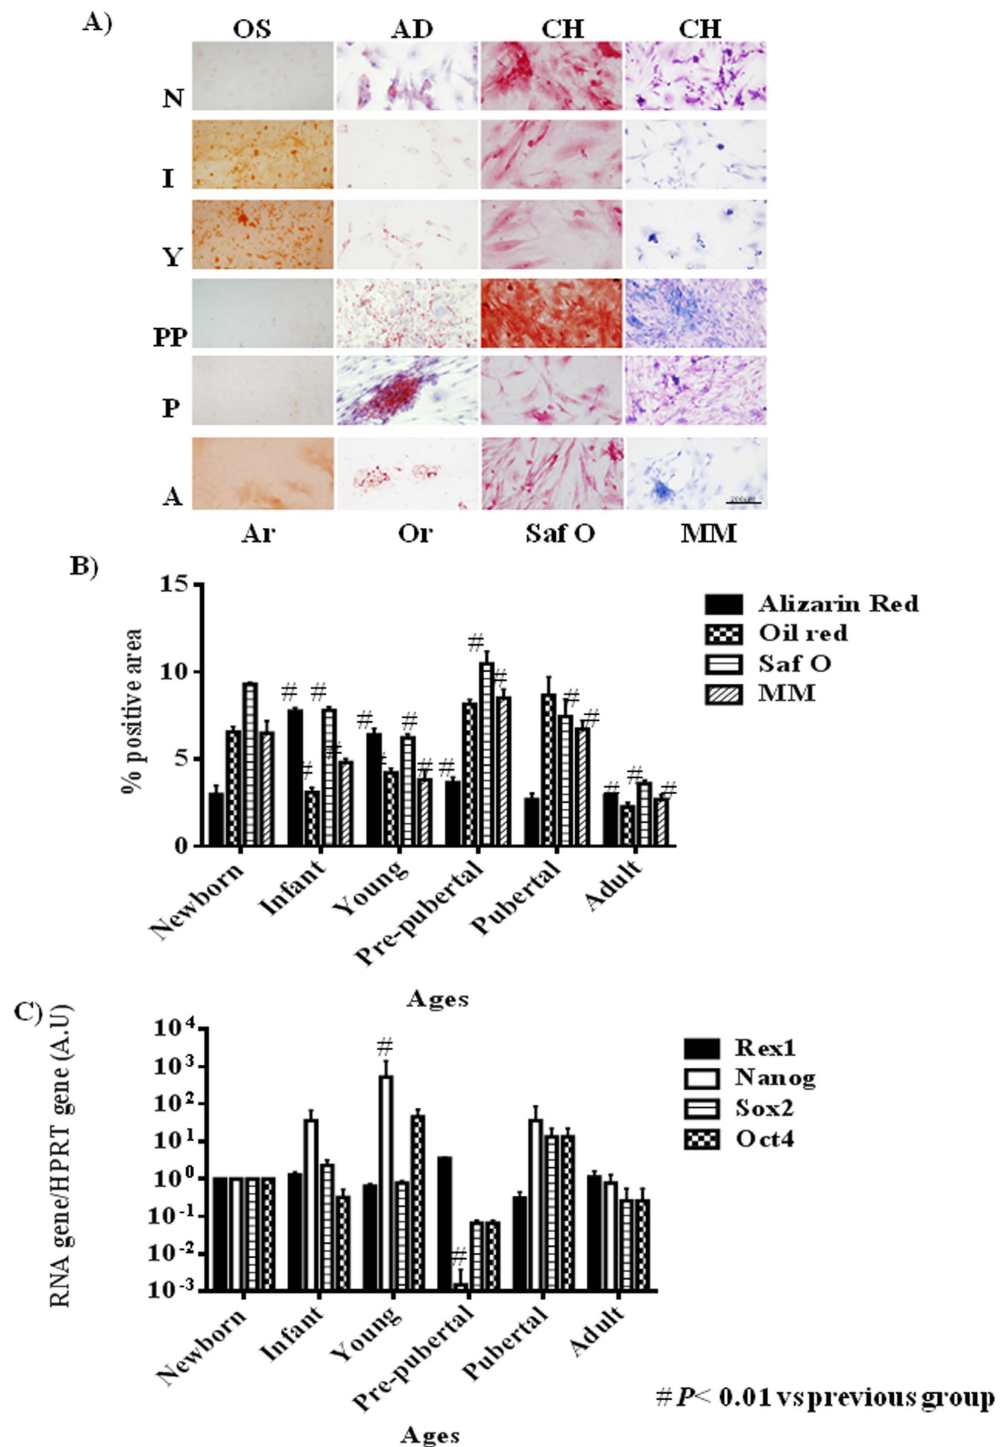 A)
OS AD CH CH
N
I
Y
PP
P
A
Ar Or Saf O MM
B)
15
10
5
0
% positive area
# # # # # # # # # # # # # # # #
Alizarin Red
Oil red
Saf O
MM
Newborn Infant Young Pre-pubertal Pubertal Adult
Ages
C)
RNA gene/HPRT gene (A.U)
10⁴
10³
10²
10¹
10⁰
10⁻¹
10⁻²
10⁻³
#
#
Rex1
Nanog
Sox2
Oct4
Newborn Infant Young Pre-pubertal Pubertal Adult
# P< 0.01 vs previous group
Ages